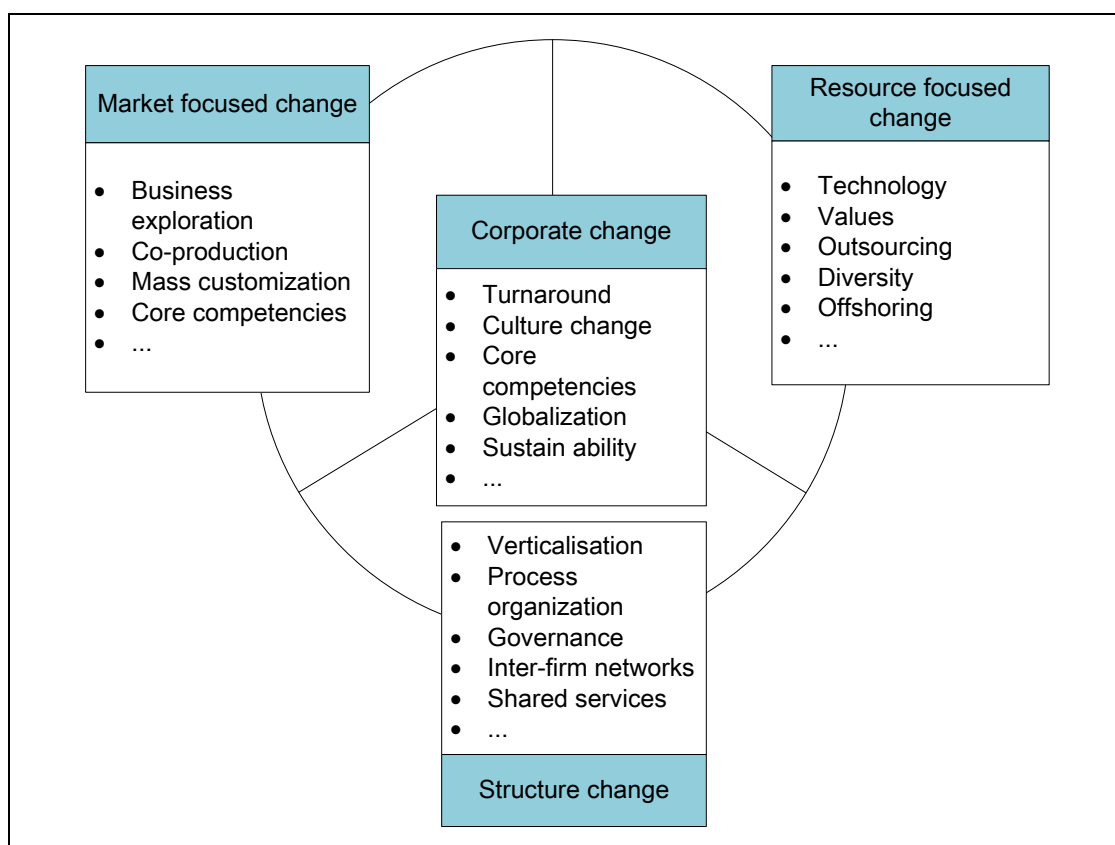 Market focused change
• Business
exploration
• Co-production
• Mass customization
• Core competencies
• ...
Resource focused
change
• Technology
• Values
• Outsourcing
• Diversity
• Offshoring
• ...
Corporate change
• Turnaround
• Culture change
• Core
competencies
• Globalization
• Sustain ability
• ...
• Verticalisation
• Process
organization
• Governance
• Inter-firm networks
• Shared services
• ...
Structure change